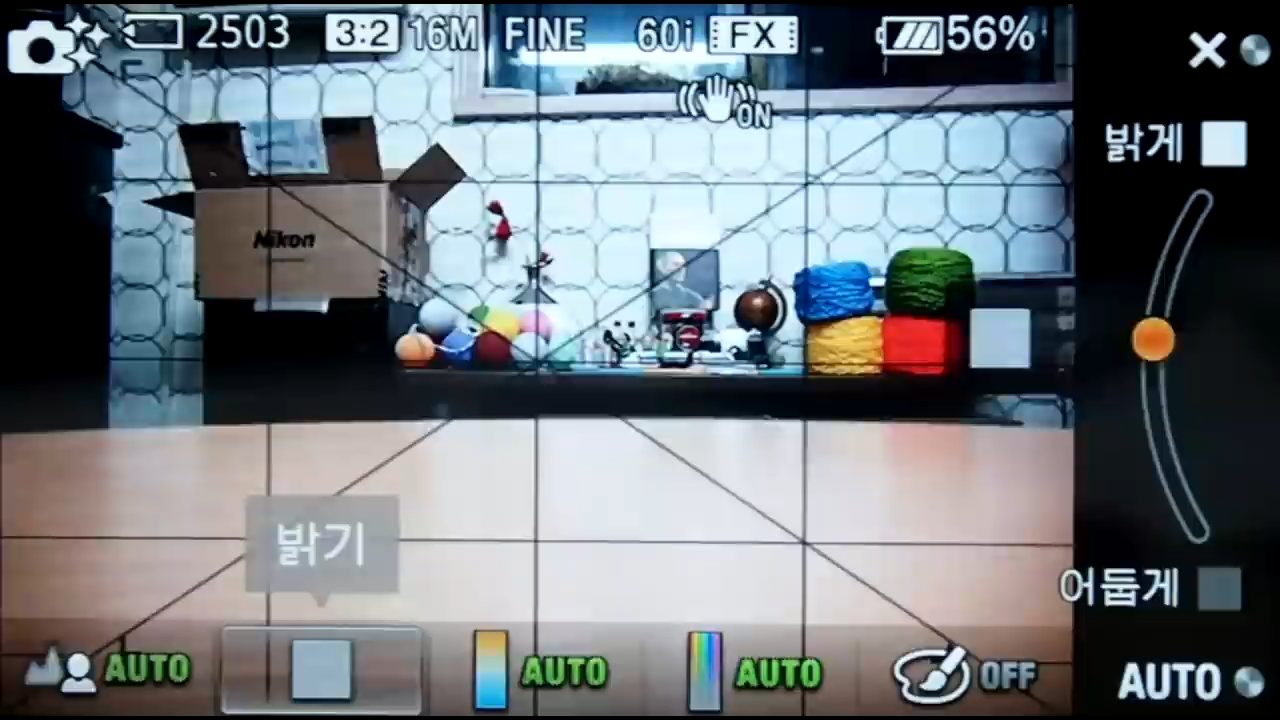 2503 3:2 16M FINE 60i FX 56%
ON
밝게
Nikon
밝기
어둡게
AUTO AUTO AUTO OFF AUTO